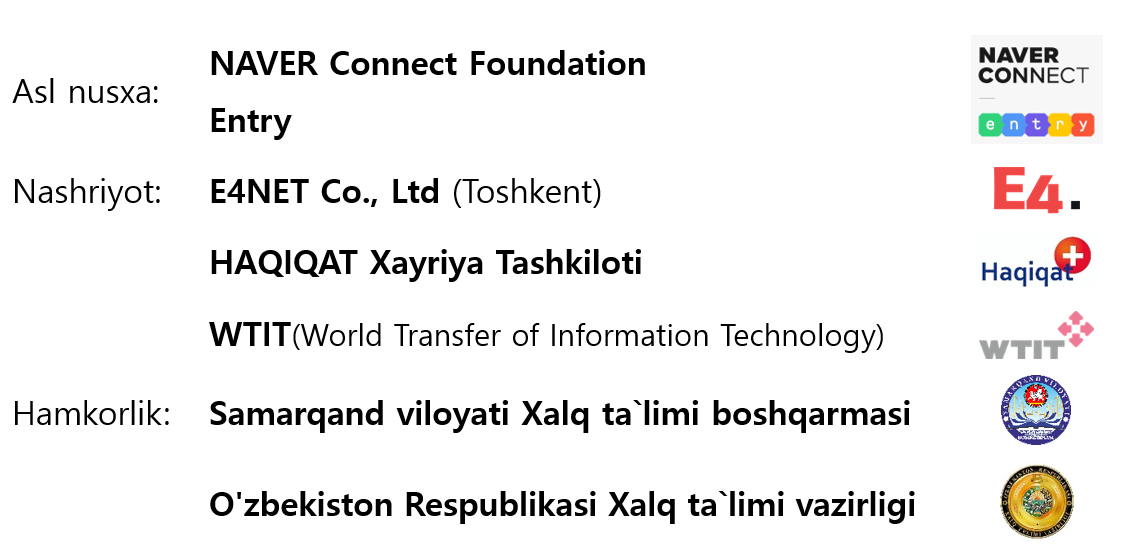 Asl nusxa:
NAVER Connect Foundation
Entry
NAVER
CONNECT
entry
Nashriyot:
E4NET Co., Ltd (Toshkent)
E4.
HAQIQAT Xayriya Tashkiloti
Haqiqat
WTIT(World Transfer of Information Technology)
WTIT
Hamkorlik:
Samarqand viloyati Xalq ta`limi boshqarmasi
O'zbekiston Respublikasi Xalq ta`limi vazirligi